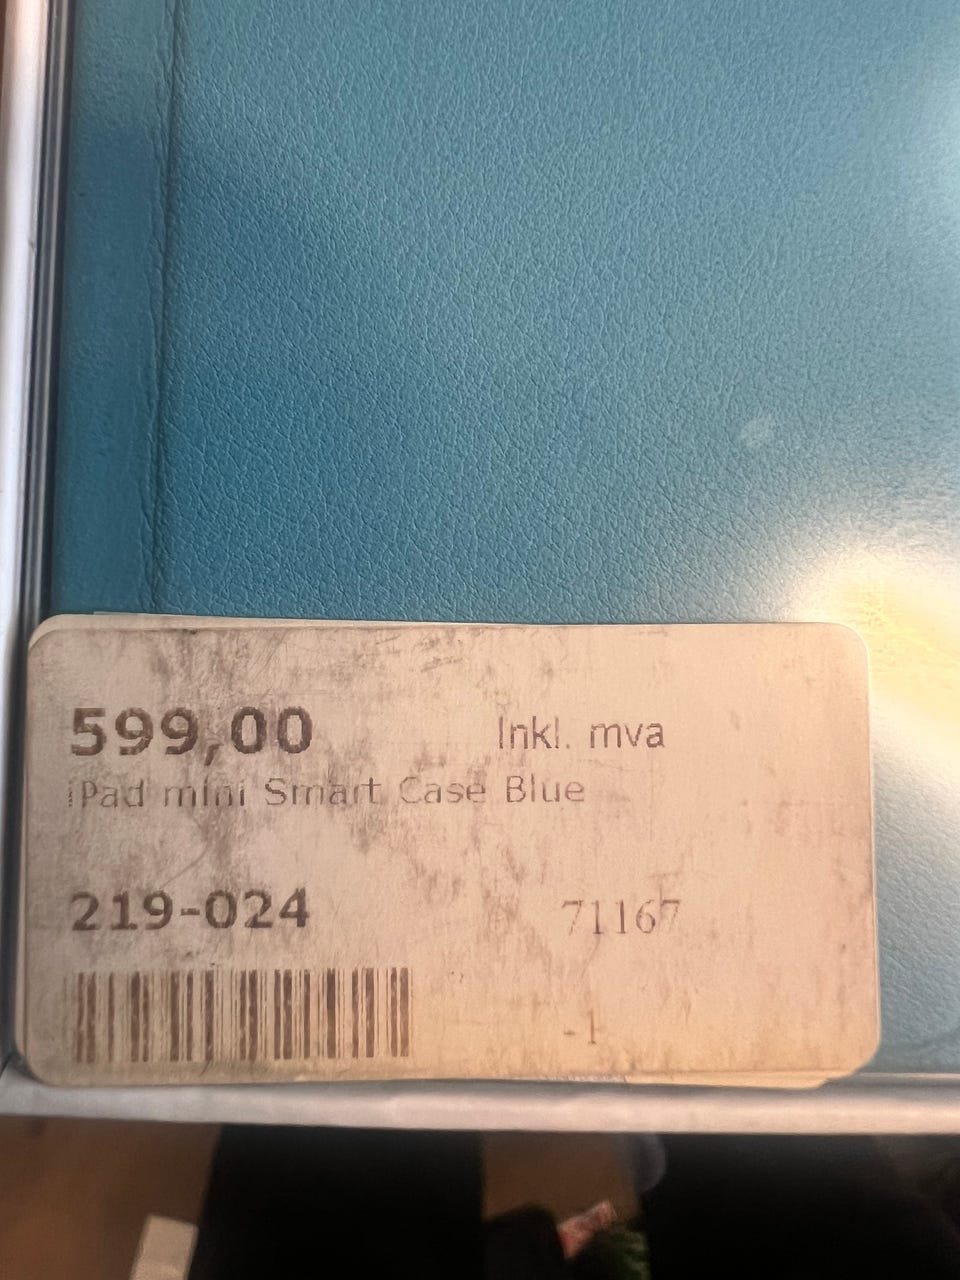 599,00 Inkl. mva
iPad mini Smart Case Blue
219-024 71167
-1